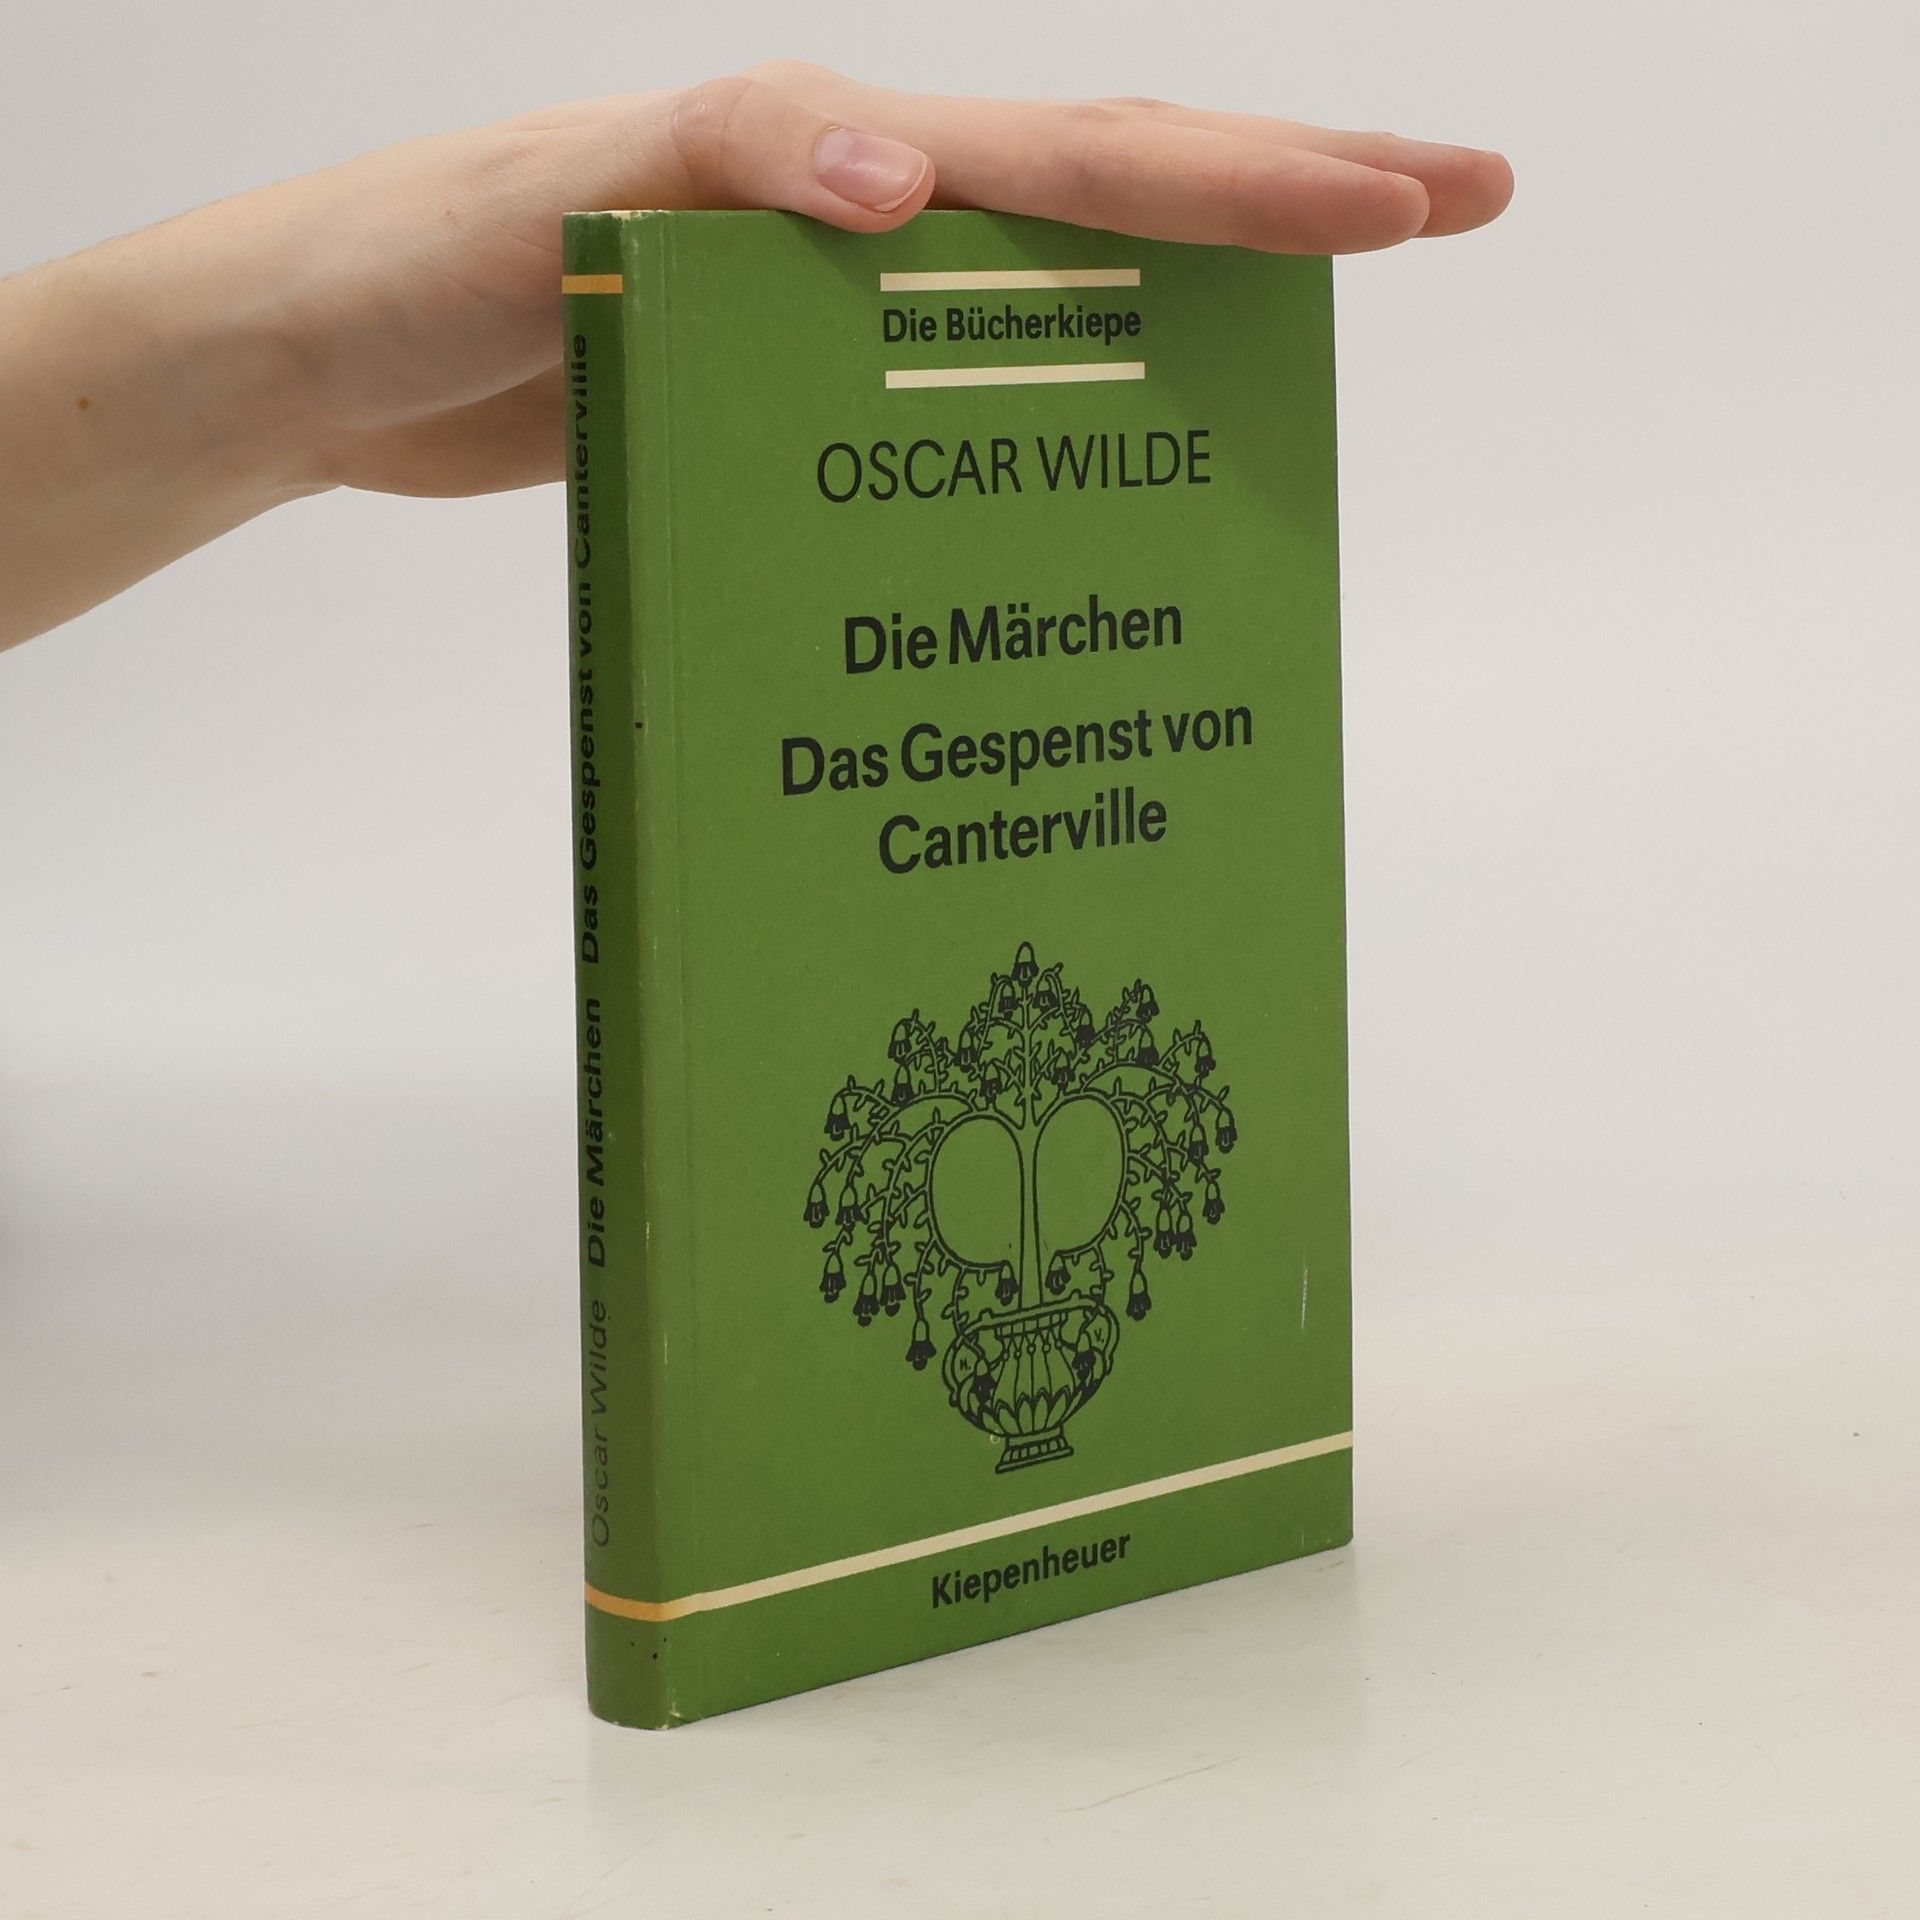 Die Bücherkiepe
OSCAR WILDE
Die Märchen
Das Gespenst von
Canterville
H.
V.
Kiepenheuer
Oscar Wilde Die Märchen Das Gespenst von Canterville